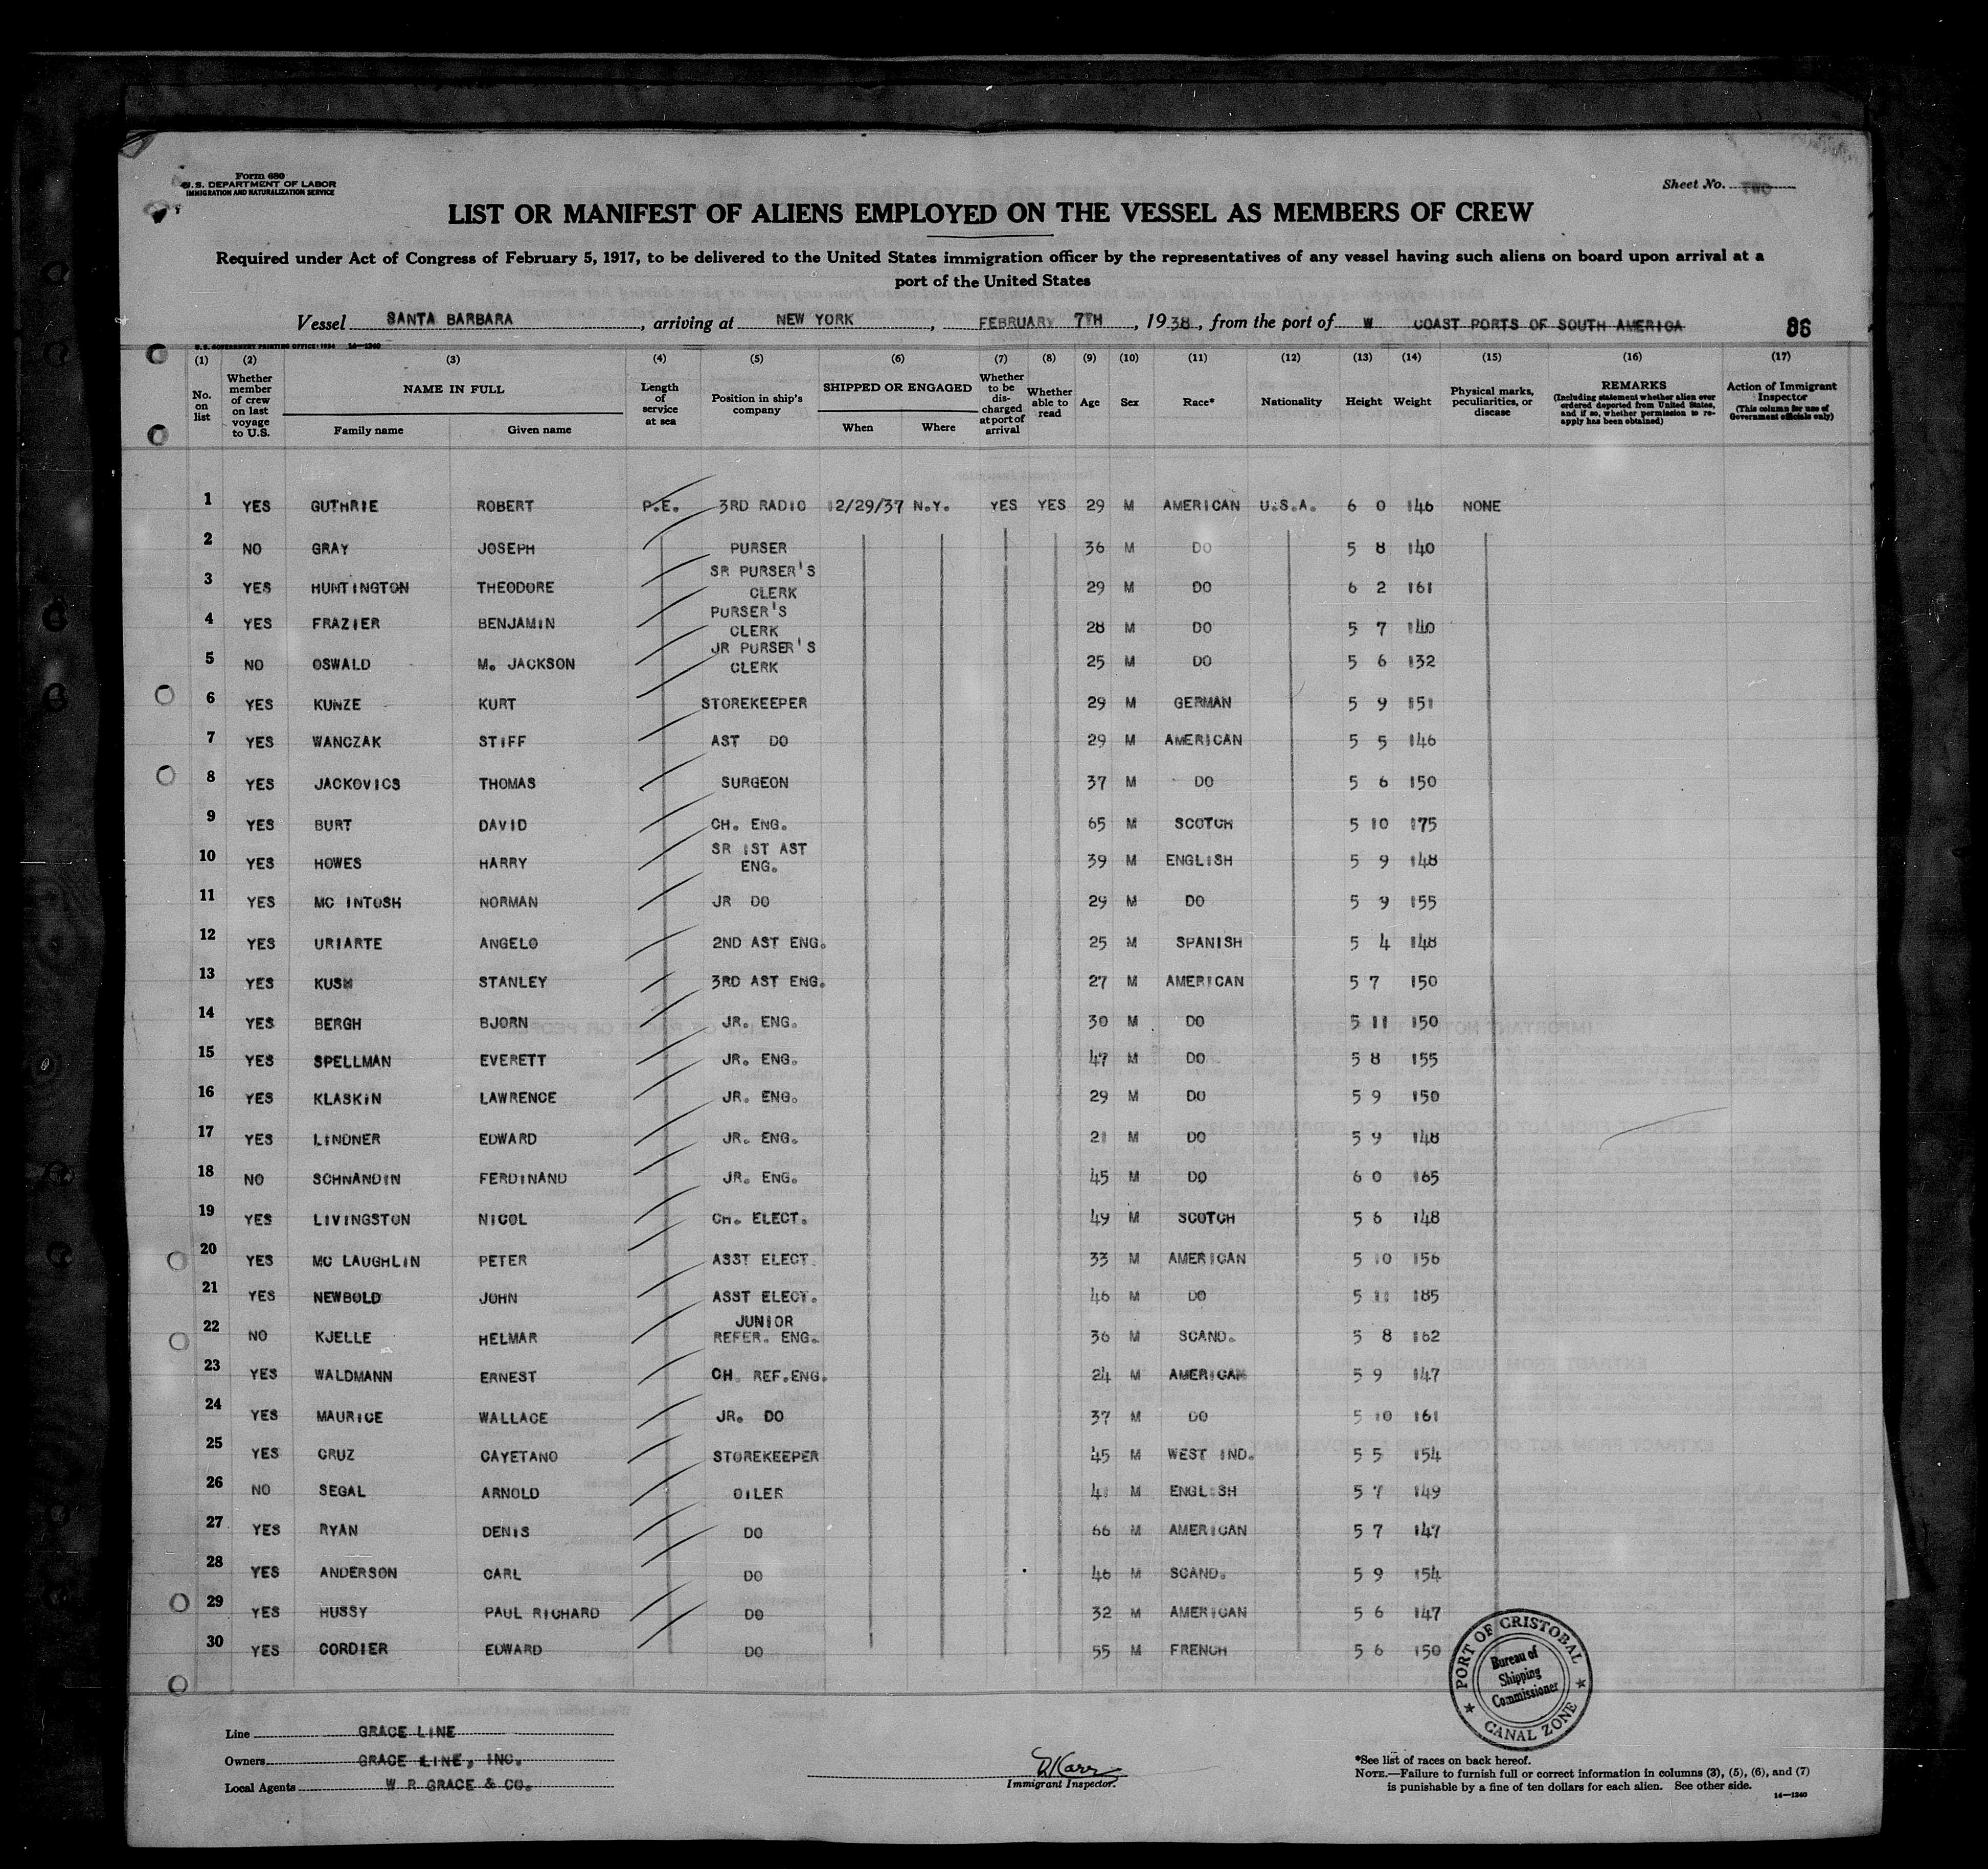 Form 680
U.S. DEPARTMENT OF LABOR
IMMIGRATION AND NATURALIZATION SERVICE
Sheet No. TWO
LIST OR MANIFEST OF ALIENS EMPLOYED ON THE VESSEL AS MEMBERS OF CREW
Required under Act of Congress of February 5, 1917, to be delivered to the United States immigration officer by the representatives of any vessel having such aliens on board upon arrival at a
port of the United States
Vessel SANTA BARBARA, arriving at NEW YORK, FEBRUARY 7TH, 1938, from the port of W COAST PORTS OF SOUTH AMERICA 86
U.S. GOVERNMENT PRINTING OFFICE: 1934 14—1240
(1) (2) (3) (4) (5) (6) (7) (8) (9) (10) (11) (12) (13) (14) (15) (16) (17)
No. on list
Whether member of crew on last voyage to U.S.
NAME IN FULL
Family name Given name
Length of service at sea
Position in ship's company
SHIPPED OR ENGAGED
When Where
Whether to be discharged at port of arrival
Whether able to read
Age
Sex
Race*
Nationality
Height
Weight
Physical marks, peculiarities, or disease
REMARKS
(Including statement whether alien ever ordered deported from United States, and if so, whether permission to reapply has been obtained)
Action of Immigrant Inspector
(This column for use of Government officials only)
1 YES GUTHRIE ROBERT P.E. 3RD RADIO 12/29/37 N.Y. YES YES 29 M AMERICAN U.S.A. 6 0 146 NONE
2 NO GRAY JOSEPH PURSER 36 M DO 5 8 140
3 YES HUNTINGTON THEODORE SR PURSER'S CLERK 29 M DO 6 2 161
4 YES FRAZIER BENJAMIN PURSER'S CLERK 28 M DO 5 7 140
5 NO OSWALD M. JACKSON JR PURSER'S CLERK 25 M DO 5 6 132
6 YES KUNZE KURT STOREKEEPER 29 M GERMAN 5 9 151
7 YES WANCZAK STIFF AST DO 29 M AMERICAN 5 5 146
8 YES JACKOVICS THOMAS SURGEON 37 M DO 5 6 150
9 YES BURT DAVID CH. ENG. 65 M SCOTCH 5 10 175
10 YES HOWES HARRY SR 1ST AST ENG. 39 M ENGLISH 5 9 148
11 YES MC INTOSH NORMAN JR DO 29 M DO 5 9 155
12 YES URIARTE ANGELO 2ND AST ENG. 25 M SPANISH 5 4 148
13 YES KUSH STANLEY 3RD AST ENG. 27 M AMERICAN 5 7 150
14 YES BERGH BJORN JR. ENG. 30 M DO 5 11 150
15 YES SPELLMAN EVERETT JR. ENG. 47 M DO 5 8 155
16 YES KLASKIN LAWRENCE JR. ENG. 29 M DO 5 9 150
17 YES LINDNER EDWARD JR. ENG. 21 M DO 5 9 148
18 NO SCHNANDIN FERDINAND JR. ENG. 45 M DO 6 0 165
19 YES LIVINGSTON NICOL CH. ELECT. 49 M SCOTCH 5 6 148
20 YES MC LAUGHLIN PETER ASST ELECT. 33 M AMERICAN 5 10 156
21 YES NEWBOLD JOHN ASST ELECT. 46 M DO 5 11 185
22 NO KJELLE HELMAR JUNIOR REFER. ENG. 36 M SCAND. 5 8 162
23 YES WALDMANN ERNEST CH. REF.ENG. 24 M AMERICAN 5 9 147
24 YES MAURICE WALLACE JR. DO 37 M DO 5 10 161
25 YES CRUZ CAYETANO STOREKEEPER 45 M WEST IND. 5 5 154
26 NO SEGAL ARNOLD OILER 41 M ENGLISH 5 7 149
27 YES RYAN DENIS DO 66 M AMERICAN 5 7 147
28 YES ANDERSON CARL DO 46 M SCAND. 5 9 154
29 YES HUSSY PAUL RICHARD DO 32 M AMERICAN 5 6 147
30 YES CORDIER EDWARD DO 55 M FRENCH 5 6 150
PORT OF CRISTOBAL
Bureau of
Shipping
Commissioner
CANAL ZONE
Line GRACE LINE
Owners GRACE LINE, INC.
Local Agents W R GRACE & CO.
Immigrant Inspector.
*See list of races on back hereof.
NOTE.—Failure to furnish full or correct information in columns (3), (5), (6), and (7)
is punishable by a fine of ten dollars for each alien. See other side.
14—1240